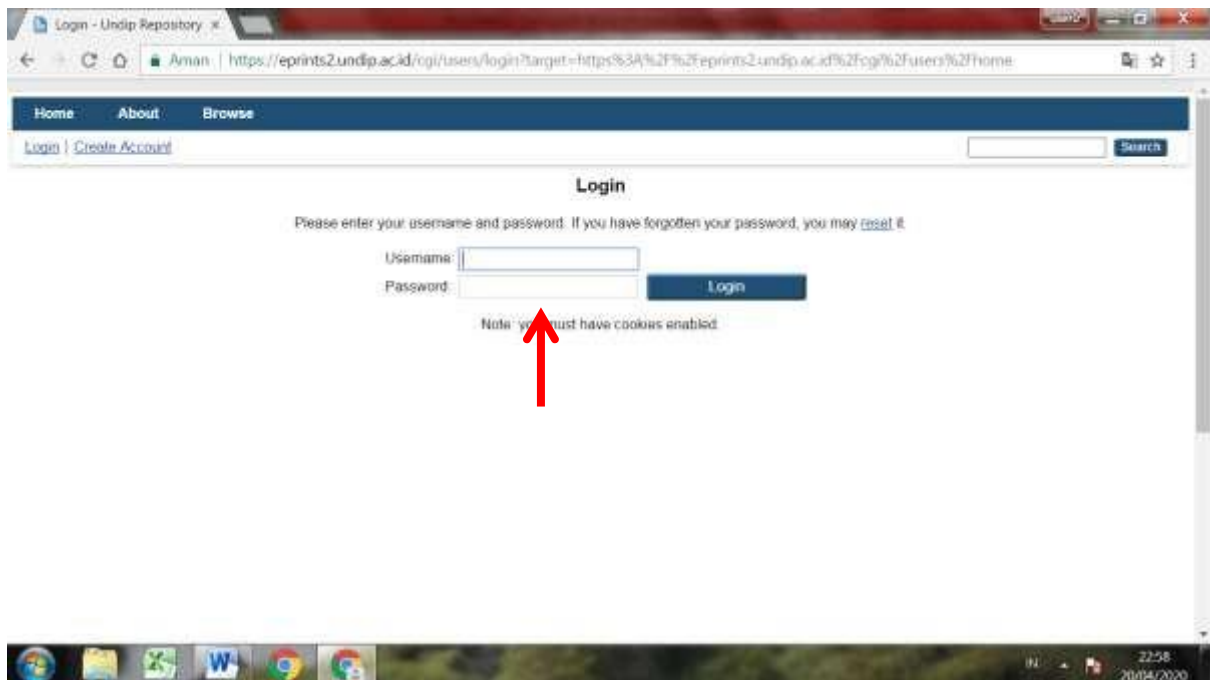 Login - Undip Repository
Aman https://eprints2.undip.ac.id/cgi/users/login?target=https%3A%2F%2Feprints2.undip.ac.id%2Fcgi%2Fusers%2Fhome
Home About Browse
Login | Create Account Search
Login
Please enter your username and password. If you have forgotten your password, you may reset it.
Username:
Password: Login
Note: must have cookies enabled.
IN 22:58
20/04/2020